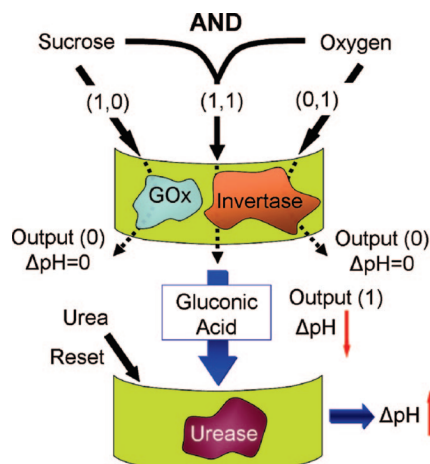 AND
Sucrose
Oxygen
(1,0)
(1,1)
(0,1)
GOx
Invertase
Output (0)
ΔpH=0
Output (0)
ΔpH=0
Gluconic
Acid
Output (1)
ΔpH
Urea
Reset
Urease
ΔpH